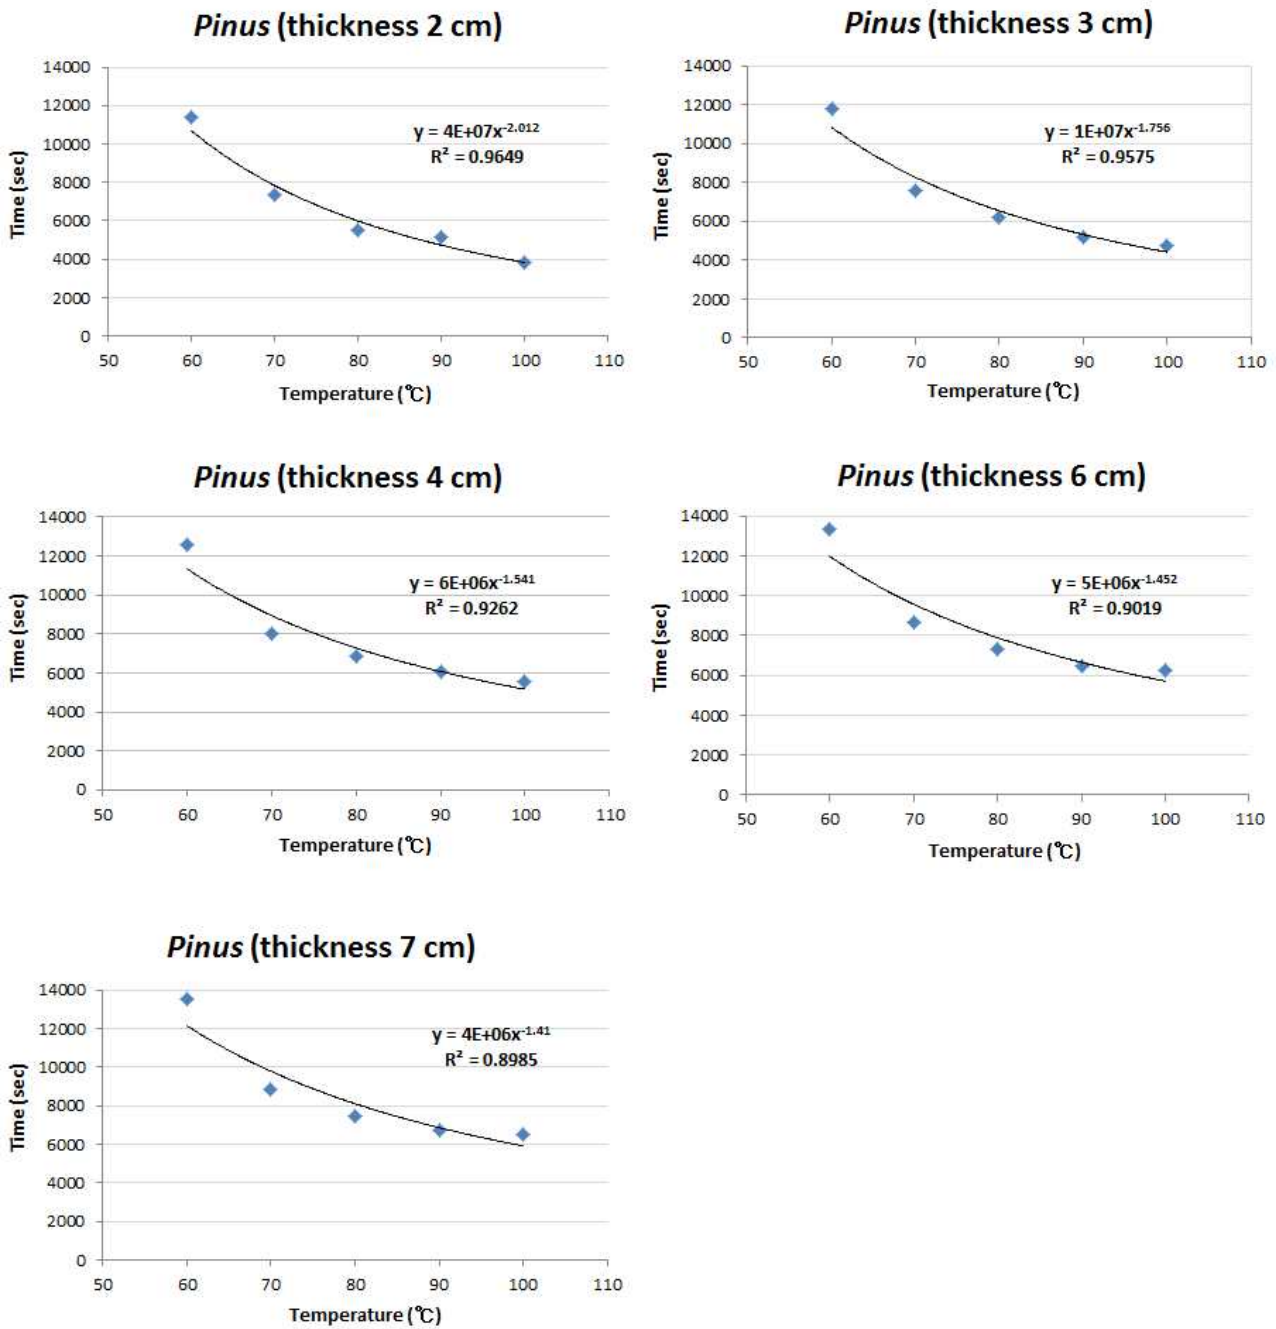 Pinus (thickness 2 cm)
14000
12000
10000
8000
6000
4000
2000
0
Time (sec)
y = 4E+07x^-2.012
R² = 0.9649
50 60 70 80 90 100 110
Temperature (℃)
Pinus (thickness 3 cm)
14000
12000
10000
8000
6000
4000
2000
0
Time (sec)
y = 1E+07x^-1.756
R² = 0.9575
50 60 70 80 90 100 110
Temperature (℃)
Pinus (thickness 4 cm)
14000
12000
10000
8000
6000
4000
2000
0
Time (sec)
y = 6E+06x^-1.541
R² = 0.9262
50 60 70 80 90 100 110
Temperature (℃)
Pinus (thickness 6 cm)
14000
12000
10000
8000
6000
4000
2000
0
Time (sec)
y = 5E+06x^-1.452
R² = 0.9019
50 60 70 80 90 100 110
Temperature (℃)
Pinus (thickness 7 cm)
14000
12000
10000
8000
6000
4000
2000
0
Time (sec)
y = 4E+06x^-1.41
R² = 0.8985
50 60 70 80 90 100 110
Temperature (℃)